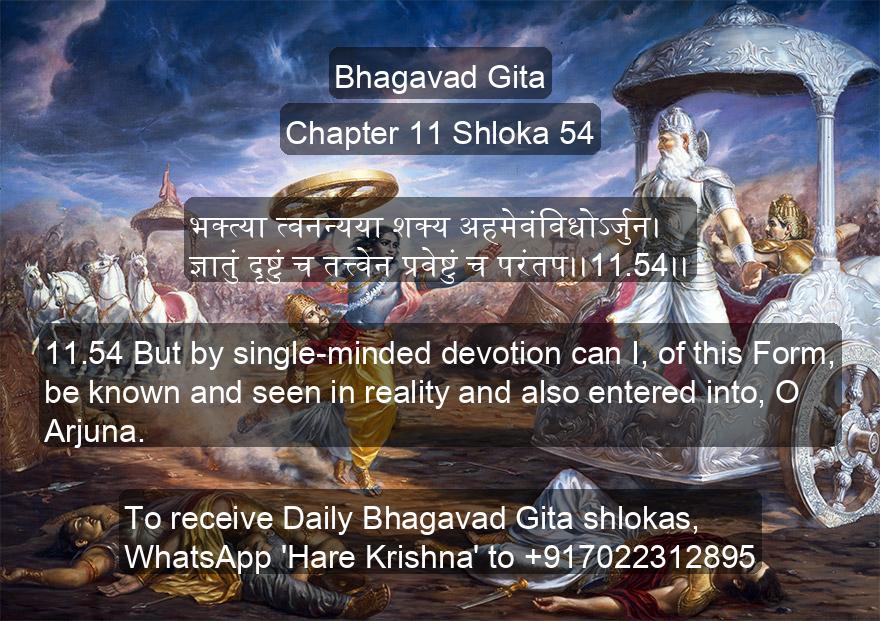 Bhagavad Gita
Chapter 11 Shloka 54
भक्त्या त्वनन्यया शक्य अहमेवंविधोऽर्जुन।
ज्ञातुं दृष्टुं च तत्त्वेन प्रवेष्टुं च परंतप।।11.54।।
11.54 But by single-minded devotion can I, of this Form,
be known and seen in reality and also entered into, O
Arjuna.
To receive Daily Bhagavad Gita shlokas,
WhatsApp 'Hare Krishna' to +917022312895